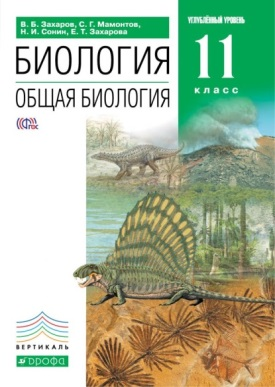 В. Б. Захаров, С. Г. Мамонтов,
Н. И. Сонин, Е. Т. Захарова
УГЛУБЛЁННЫЙ УРОВЕНЬ
БИОЛОГИЯ
ОБЩАЯ БИОЛОГИЯ
11
класс
ФГОС
ВЕРТИКАЛЬ
ДРОФА